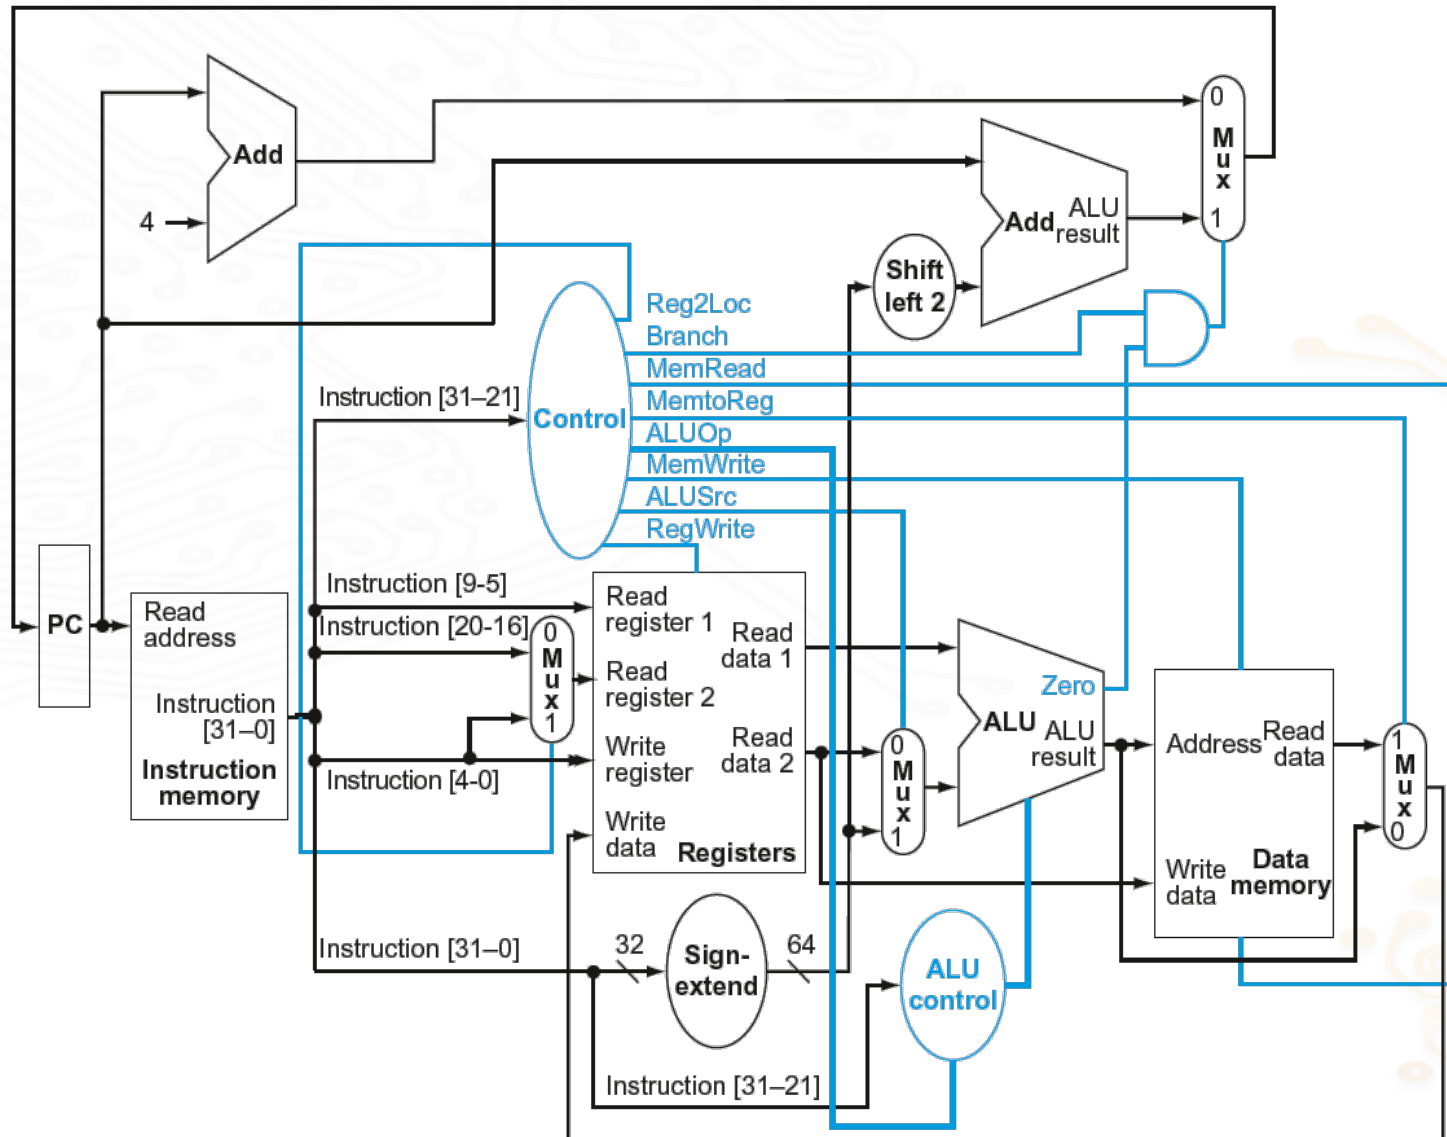 Add
4
0
Mux
1
Add
ALU
result
Shift
left 2
Reg2Loc
Branch
MemRead
MemtoReg
ALUOp
MemWrite
ALUSrc
RegWrite
Control
Instruction [31–21]
PC
Read
address
Instruction
[31–0]
Instruction
memory
Instruction [9-5]
Instruction [20-16]
Instruction [4-0]
0
Mux
1
Read
register 1
Read
register 2
Write
register
Write
data
Read
data 1
Read
data 2
Registers
0
Mux
1
Zero
ALU
ALU
result
Address
Read
data
Write
data
Data
memory
1
Mux
0
Instruction [31–0]
32
Sign-
extend
64
ALU
control
Instruction [31–21]